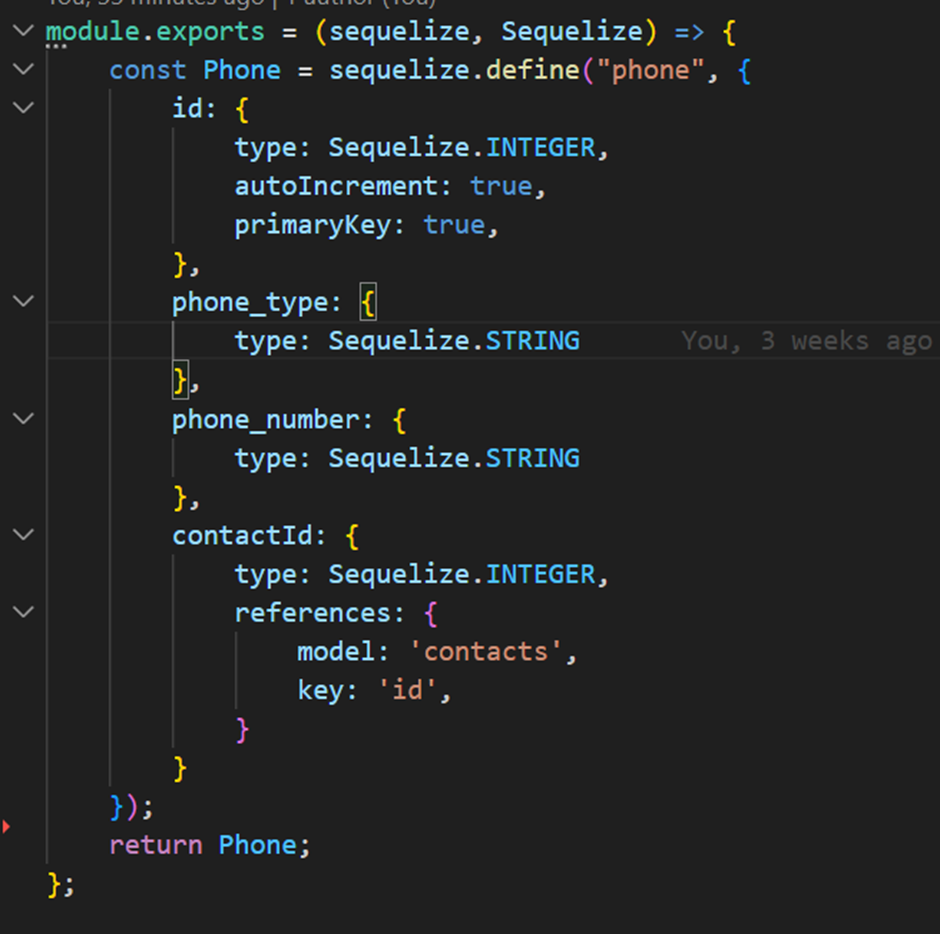 You, 55 minutes ago | 1 author (You)
module.exports = (sequelize, Sequelize) => {
    const Phone = sequelize.define("phone", {
        id: {
            type: Sequelize.INTEGER,
            autoIncrement: true,
            primaryKey: true,
        },
        phone_type: {
            type: Sequelize.STRING    You, 3 weeks ago
        },
        phone_number: {
            type: Sequelize.STRING
        },
        contactId: {
            type: Sequelize.INTEGER,
            references: {
                model: 'contacts',
                key: 'id',
            }
        }
    });
    return Phone;
};